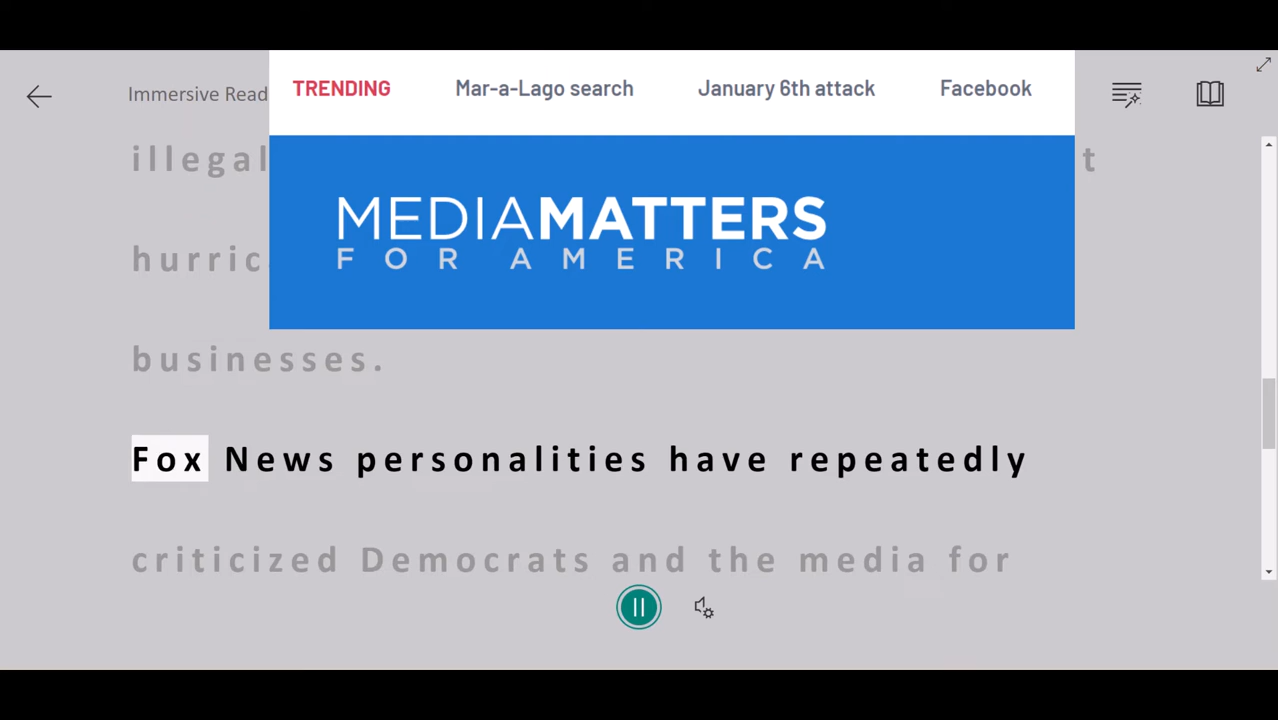 TRENDING Mar-a-Lago search January 6th attack Facebook
Immersive Read
illegal t
MEDIAMATTERS
FOR AMERICA
hurric
businesses.
Fox News personalities have repeatedly
criticized Democrats and the media for